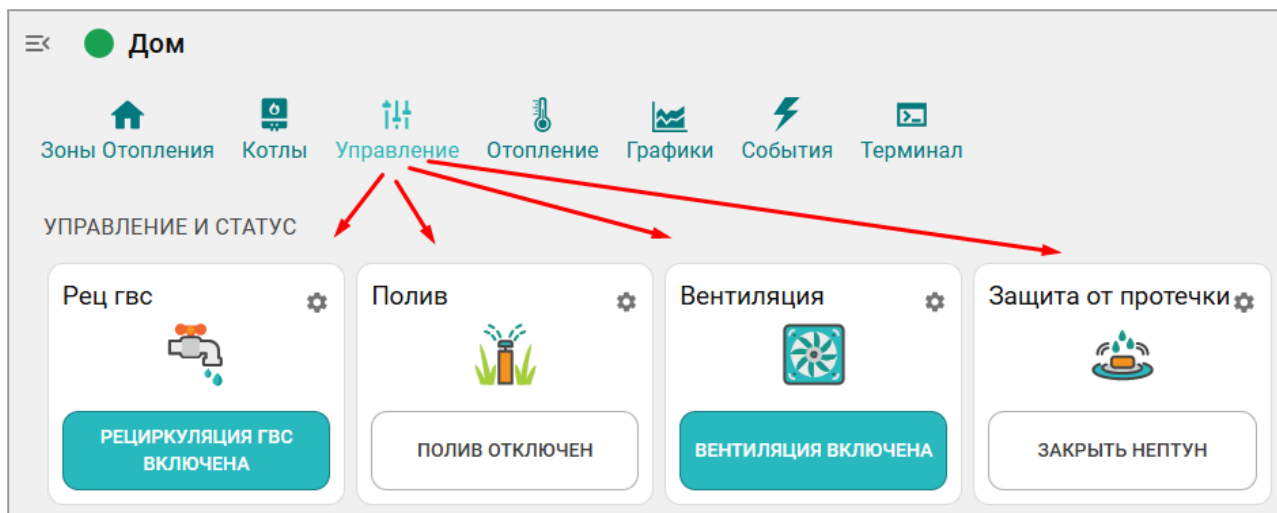 Дом
Зоны Отопления Котлы Управление Отопление Графики События Терминал
УПРАВЛЕНИЕ И СТАТУС
Рец гвс Полив Вентиляция Защита от протечки
РЕЦИРКУЛЯЦИЯ ГВС
ВКЛЮЧЕНА
ПОЛИВ ОТКЛЮЧЕН
ВЕНТИЛЯЦИЯ ВКЛЮЧЕНА
ЗАКРЫТЬ НЕПТУН